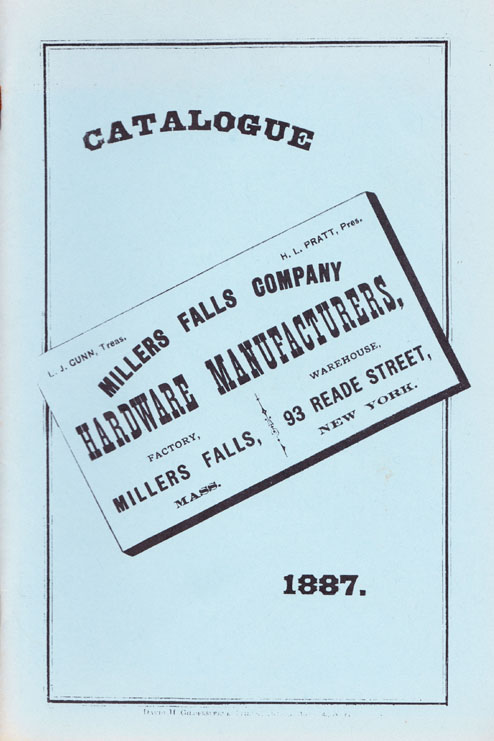 CATALOGUE
L. J. GUNN, Treas.
H. L. PRATT, Pres.
MILLERS FALLS COMPANY
HARDWARE MANUFACTURERS,
FACTORY,
MILLERS FALLS,
MASS.
WAREHOUSE,
93 READE STREET,
NEW YORK.
1887.